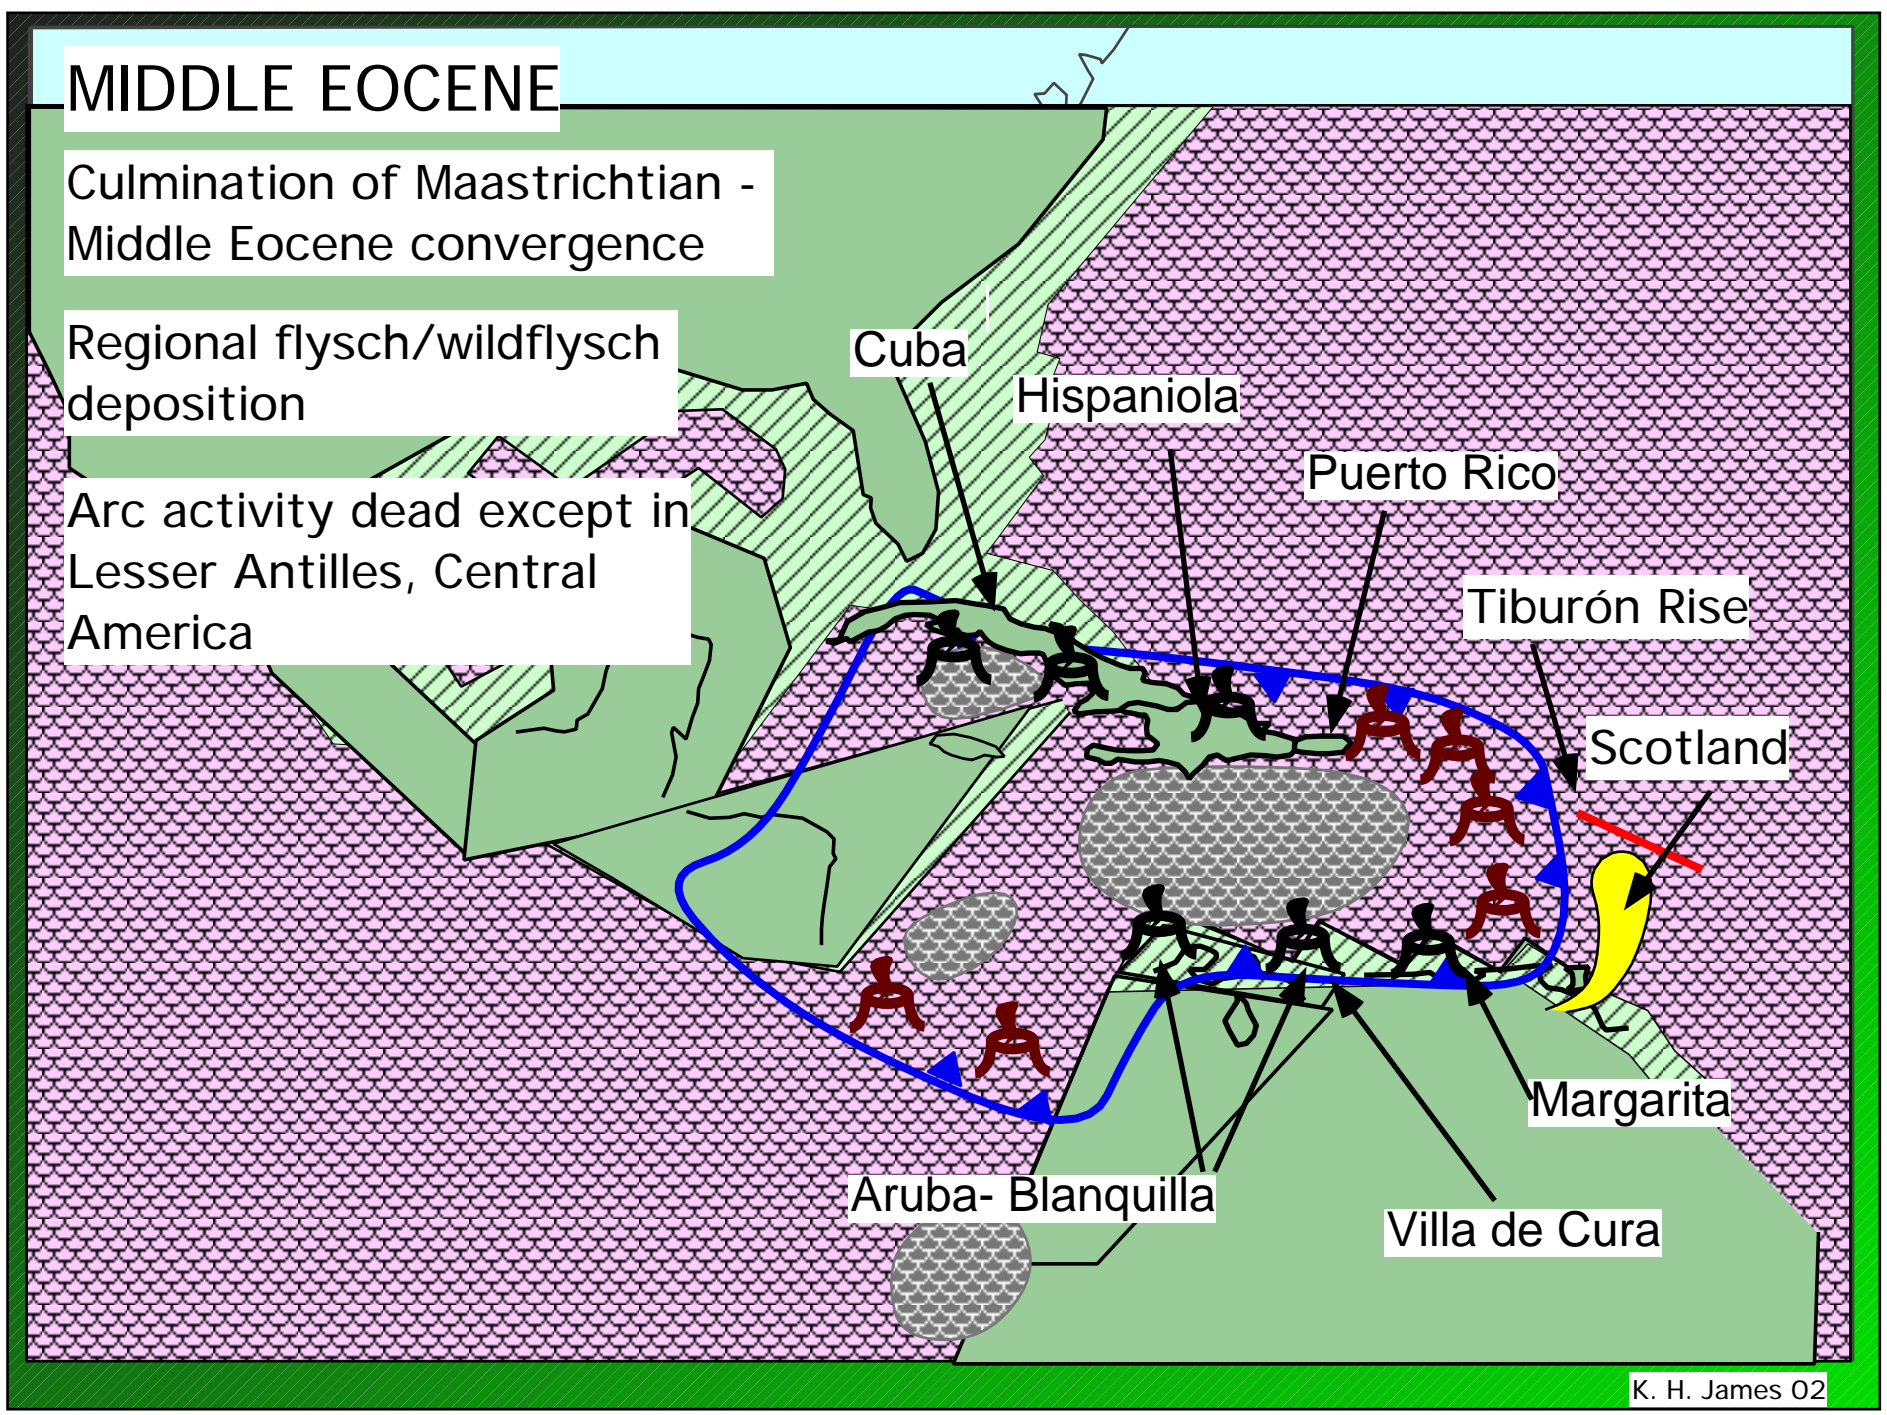 MIDDLE EOCENE
Culmination of Maastrichtian -
Middle Eocene convergence
Regional flysch/wildflysch
deposition
Arc activity dead except in
Lesser Antilles, Central
America
Cuba
Hispaniola
Puerto Rico
Tiburón Rise
Scotland
Margarita
Aruba- Blanquilla
Villa de Cura
K. H. James 02